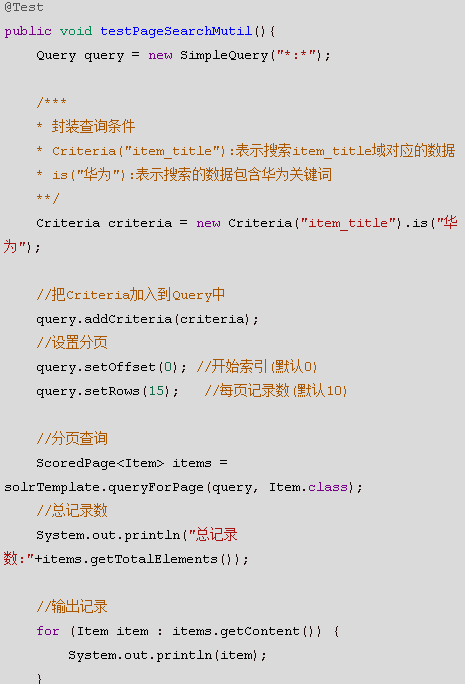 @Test
public void testPageSearchMutil(){
    Query query = new SimpleQuery("*:*");

    /***
    * 封装查询条件
    * Criteria("item_title"):表示搜索item_title域对应的数据
    * is("华为"):表示搜索的数据包含华为关键词
    **/
    Criteria criteria = new Criteria("item_title").is("华
为");

    //把Criteria加入到Query中
    query.addCriteria(criteria);
    //设置分页
    query.setOffset(0); //开始索引(默认0)
    query.setRows(15);   //每页记录数(默认10)

    //分页查询
    ScoredPage<Item> items =
solrTemplate.queryForPage(query, Item.class);
    //总记录数
    System.out.println("总记录
数:"+items.getTotalElements());

    //输出记录
    for (Item item : items.getContent()) {
        System.out.println(item);
    }